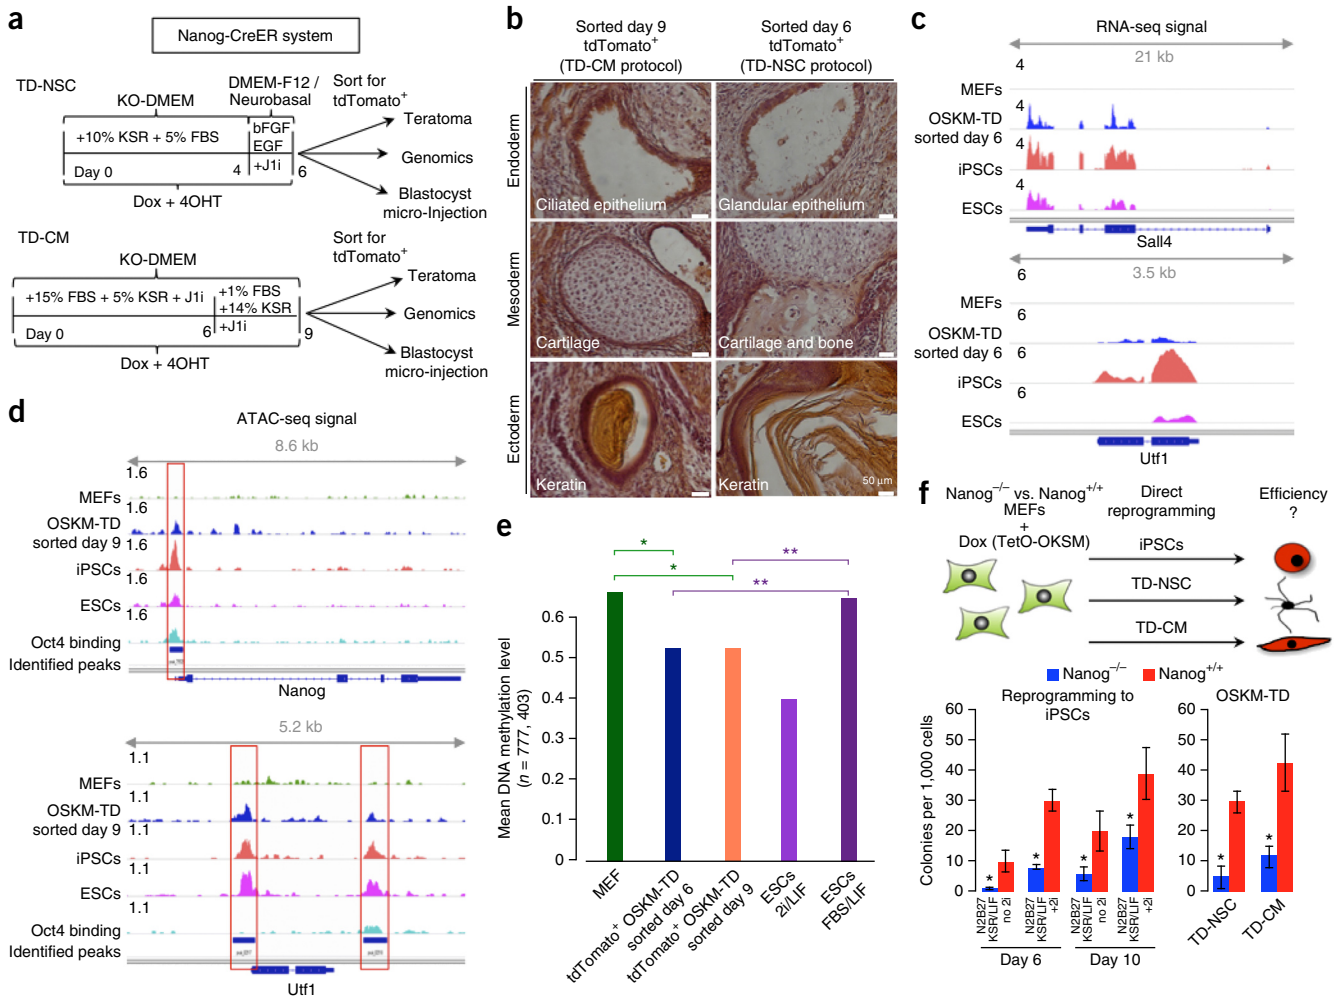 a
Nanog-CreER system
TD-NSC
KO-DMEM
DMEM-F12 /
Neurobasal
Sort for
tdTomato+
+10% KSR + 5% FBS
bFGF
EGF
+J1i
Day 0
4
6
Dox + 4OHT
Teratoma
Genomics
Blastocyst
micro-Injection
TD-CM
KO-DMEM
Sort for
tdTomato+
+15% FBS + 5% KSR + J1i
+1% FBS
+14% KSR
+J1i
Day 0
6
9
Dox + 4OHT
Teratoma
Genomics
Blastocyst
micro-injection
b
Sorted day 9
tdTomato+
(TD-CM protocol)
Sorted day 6
tdTomato+
(TD-NSC protocol)
Endoderm
Ciliated epithelium
Glandular epithelium
Mesoderm
Cartilage
Cartilage and bone
Ectoderm
Keratin
Keratin
50 µm
c
RNA-seq signal
21 kb
4
MEFs
4
OSKM-TD
sorted day 6
4
iPSCs
4
ESCs
Sall4
3.5 kb
6
MEFs
6
OSKM-TD
sorted day 6
6
iPSCs
6
ESCs
Utf1
d
ATAC-seq signal
8.6 kb
1.6
MEFs
1.6
OSKM-TD
sorted day 9
1.6
iPSCs
1.6
ESCs
1.6
Oct4 binding
Identified peaks
Nanog
5.2 kb
1.1
MEFs
1.1
OSKM-TD
sorted day 9
1.1
iPSCs
1.1
ESCs
1.1
Oct4 binding
Identified peaks
Utf1
e
*
*
**
**
Mean DNA methylation level
(n = 777, 403)
0.6
0.5
0.4
0.3
0.2
0.1
0
MEF
tdTomato+ OSKM-TD
sorted day 6
tdTomato+ OSKM-TD
sorted day 9
ESCs
2i/LIF
ESCs
FBS/LIF
f
Nanog–/– vs. Nanog+/+
MEFs
+
Dox (TetO-OKSM)
Direct
reprogramming
Efficiency
?
iPSCs
TD-NSC
TD-CM
Nanog–/–
Nanog+/+
Reprogramming to
iPSCs
Colonies per 1,000 cells
60
50
40
30
20
10
0
*
*
*
*
N2B27
KSR/LIF
no 2i
N2B27
KSR/LIF
+2i
N2B27
KSR/LIF
no 2i
N2B27
KSR/LIF
+2i
Day 6
Day 10
OSKM-TD
60
50
40
30
20
10
0
*
*
TD-NSC
TD-CM